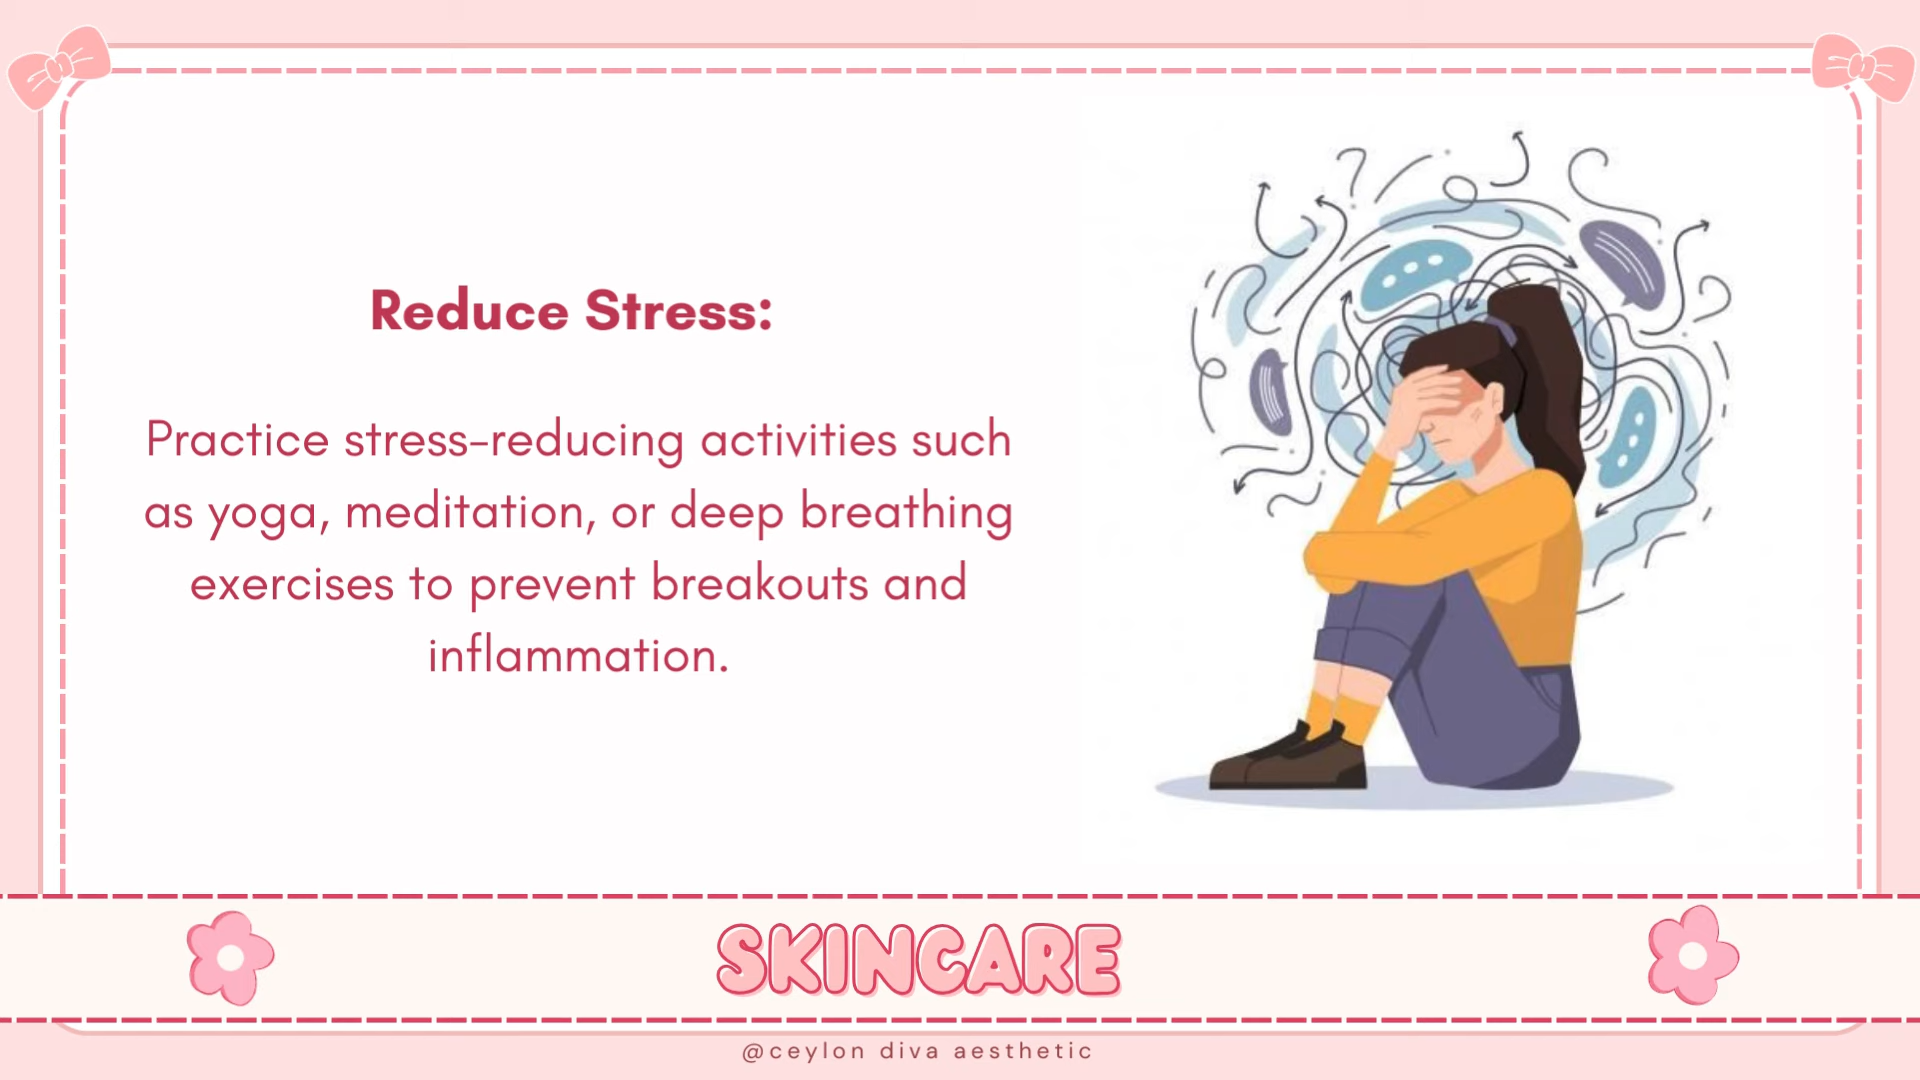 Reduce Stress:
Practice stress-reducing activities such
as yoga, meditation, or deep breathing
exercises to prevent breakouts and
inflammation.
SKINCARE
@ceylon diva aesthetic